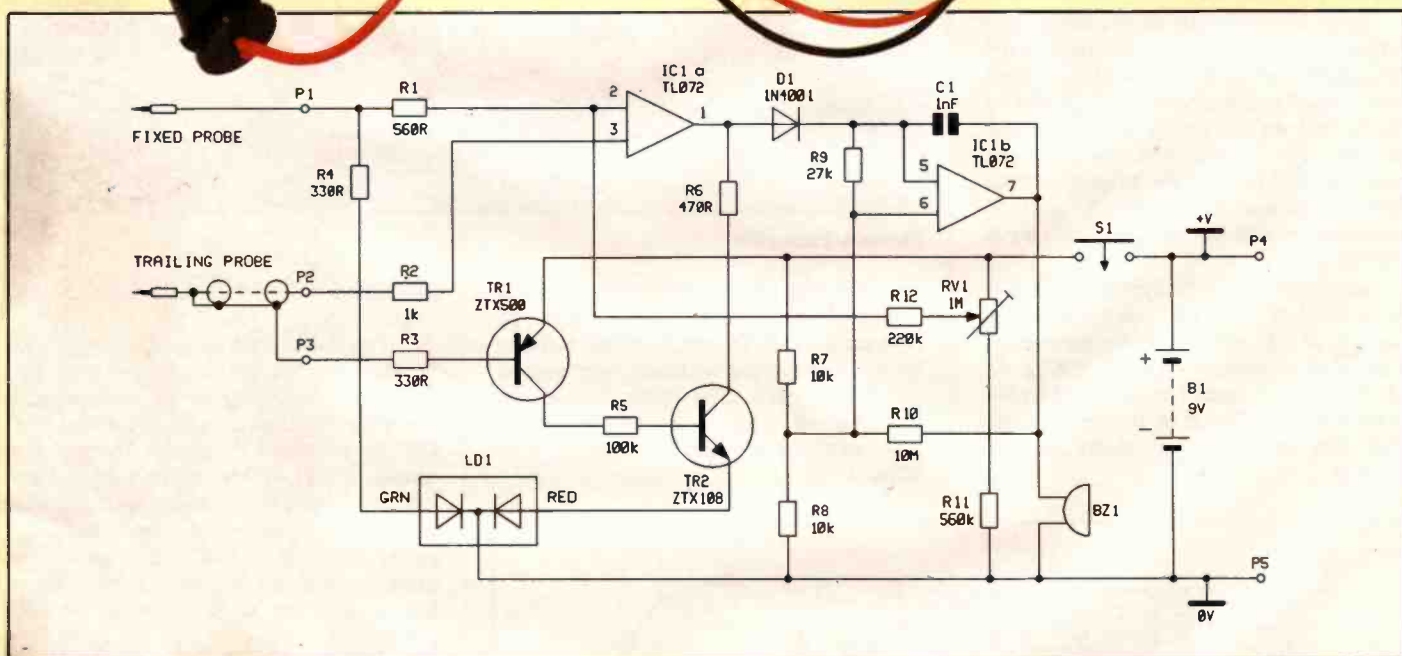 IC1 a
TL072
D1
1N4001
C1
1nF
P1
R1
560R
2
3
1
FIXED PROBE
R4
330R
R9
27k
IC1b
TL072
5
6
7
R6
470R
S1
+V
P4
TRAILING PROBE
P2
R2
1k
TR1
ZTX500
R12
220k
RV1
1M
P3
R3
330R
R7
10k
+
B1
9V
-
R5
100k
R10
10M
LD1
GRN
RED
TR2
ZTX108
R8
10k
R11
560k
BZ1
P5
0V